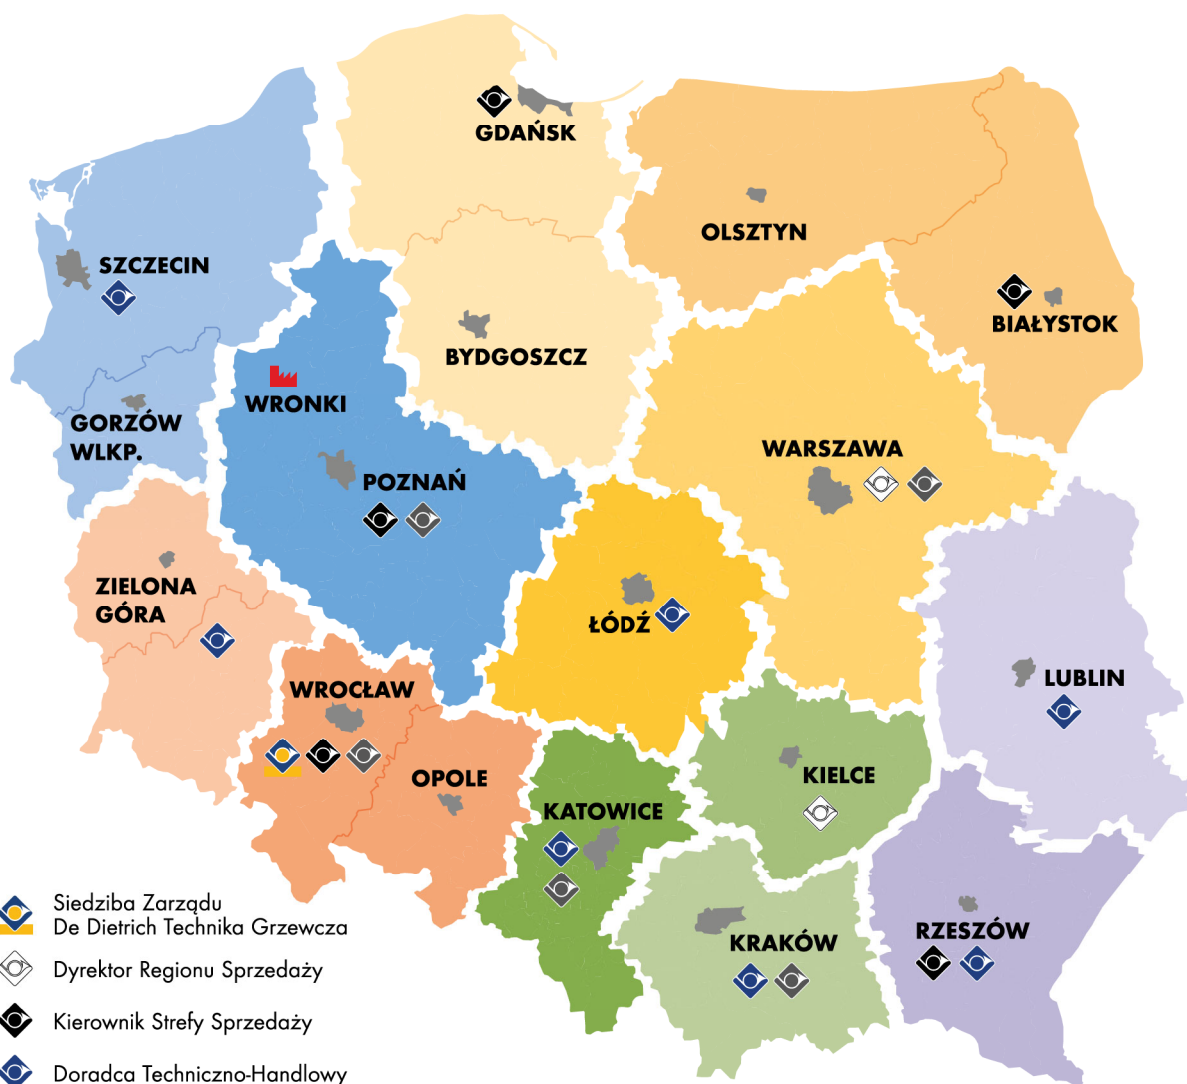 GDAŃSK
OLSZTYN
SZCZECIN
BIAŁYSTOK
BYDGOSZCZ
WRONKI
GORZÓW
WLKP.
WARSZAWA
POZNAŃ
ZIELONA
GÓRA
ŁÓDŹ
LUBLIN
WROCŁAW
OPOLE
KIELCE
KATOWICE
Siedziba Zarządu
De Dietrich Technika Grzewcza
RZESZÓW
KRAKÓW
Dyrektor Regionu Sprzedaży
Kierownik Strefy Sprzedaży
Doradca Techniczno-Handlowy